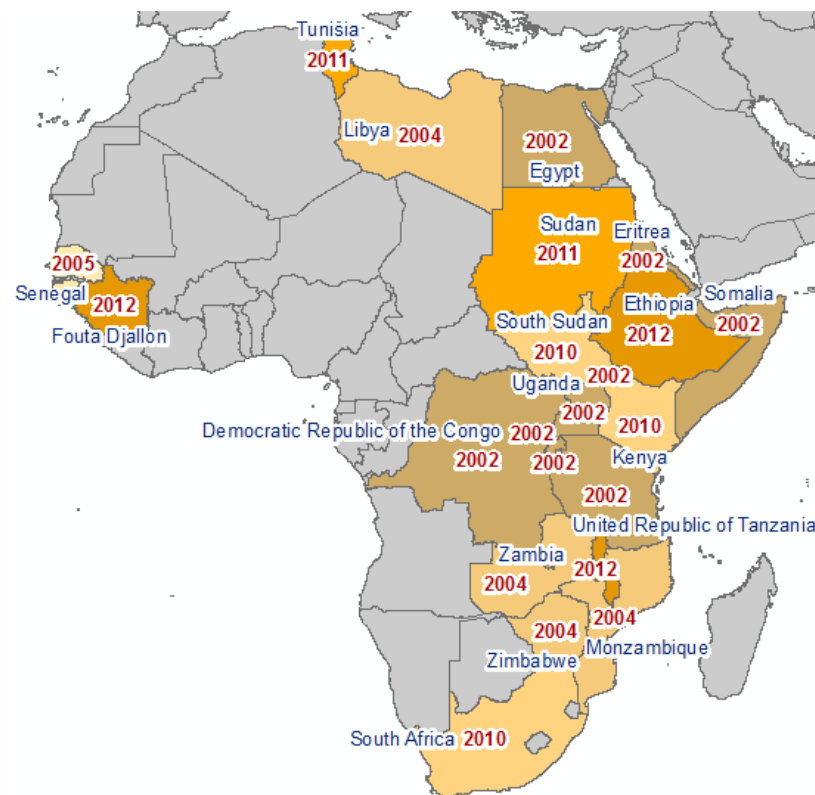 Tunisia
2011
Libya 2004
2002
Egypt
Sudan
2011
Eritrea
2002
2005
Senegal
2012
Fouta Djallon
Ethiopia
2012
Somalia
2002
South Sudan
2010
2002
Uganda
2002
2010
Kenya
Democratic Republic of the Congo
2002
2002
2002
2002
United Republic of Tanzania
Zambia
2004
2012
2004
Monzambique
2004
Zimbabwe
South Africa 2010